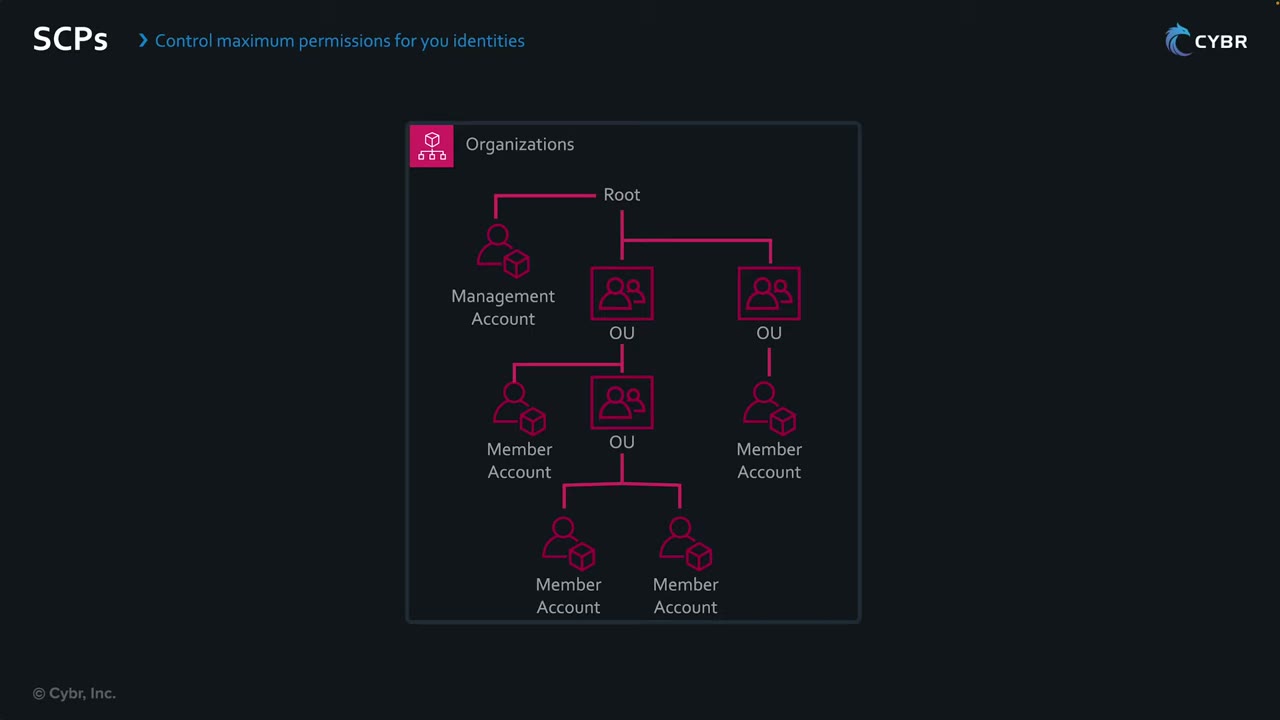 SCPs
❯ Control maximum permissions for you identities
CYBR
Organizations
Root
Management
Account
OU
OU
Member
Account
OU
Member
Account
Member
Account
Member
Account
© Cybr, Inc.